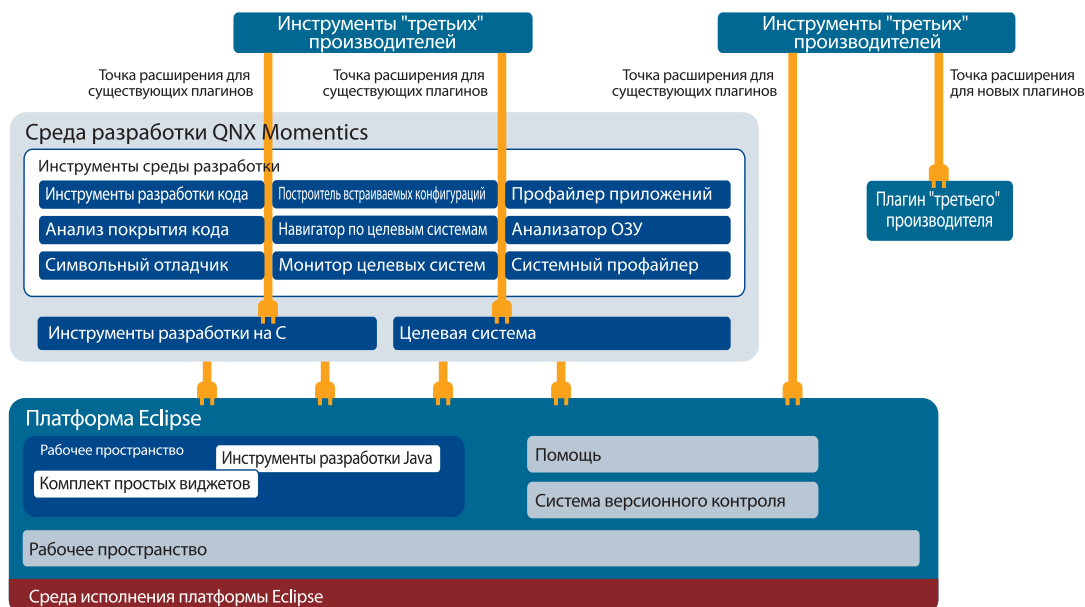 Инструменты "третьих"
производителей
Инструменты "третьих"
производителей
Точка расширения для
существующих плагинов
Точка расширения для
существующих плагинов
Точка расширения для
существующих плагинов
Точка расширения
для новых плагинов
Среда разработки QNX Momentics
Инструменты среды разработки
Инструменты разработки кода
Построитель встраиваемых конфигураций
Профайлер приложений
Анализ покрытия кода
Навигатор по целевым системам
Анализатор ОЗУ
Символьный отладчик
Монитор целевых систем
Системный профайлер
Плагин "третьего"
производителя
Инструменты разработки на С
Целевая система
Платформа Eclipse
Рабочее пространство
Инструменты разработки Java
Комплект простых виджетов
Помощь
Система версионного контроля
Рабочее пространство
Среда исполнения платформы Eclipse